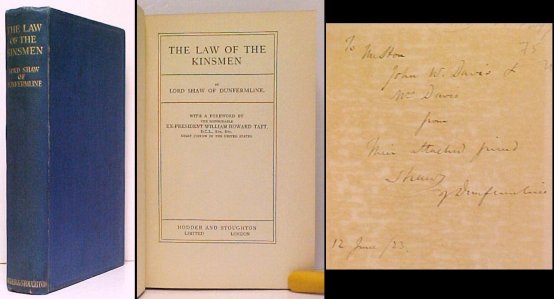 THE LAW
OF THE
KINSMEN
LORD SHAW
OF
DUNFERMLINE
HODDER & STOUGHTON
THE LAW OF THE
KINSMEN
BY
LORD SHAW OF DUNFERMLINE.
WITH A FOREWORD BY
THE HONOURABLE
EX-PRESIDENT WILLIAM HOWARD TAFT,
D.C.L., Etc. Etc.
CHIEF JUSTICE OF THE UNITED STATES
HODDER AND STOUGHTON
LIMITED LONDON
To
John W. Davis &
Mrs Davis
from
Their attached friend
Shaw
of Dunfermline
12 June /23.